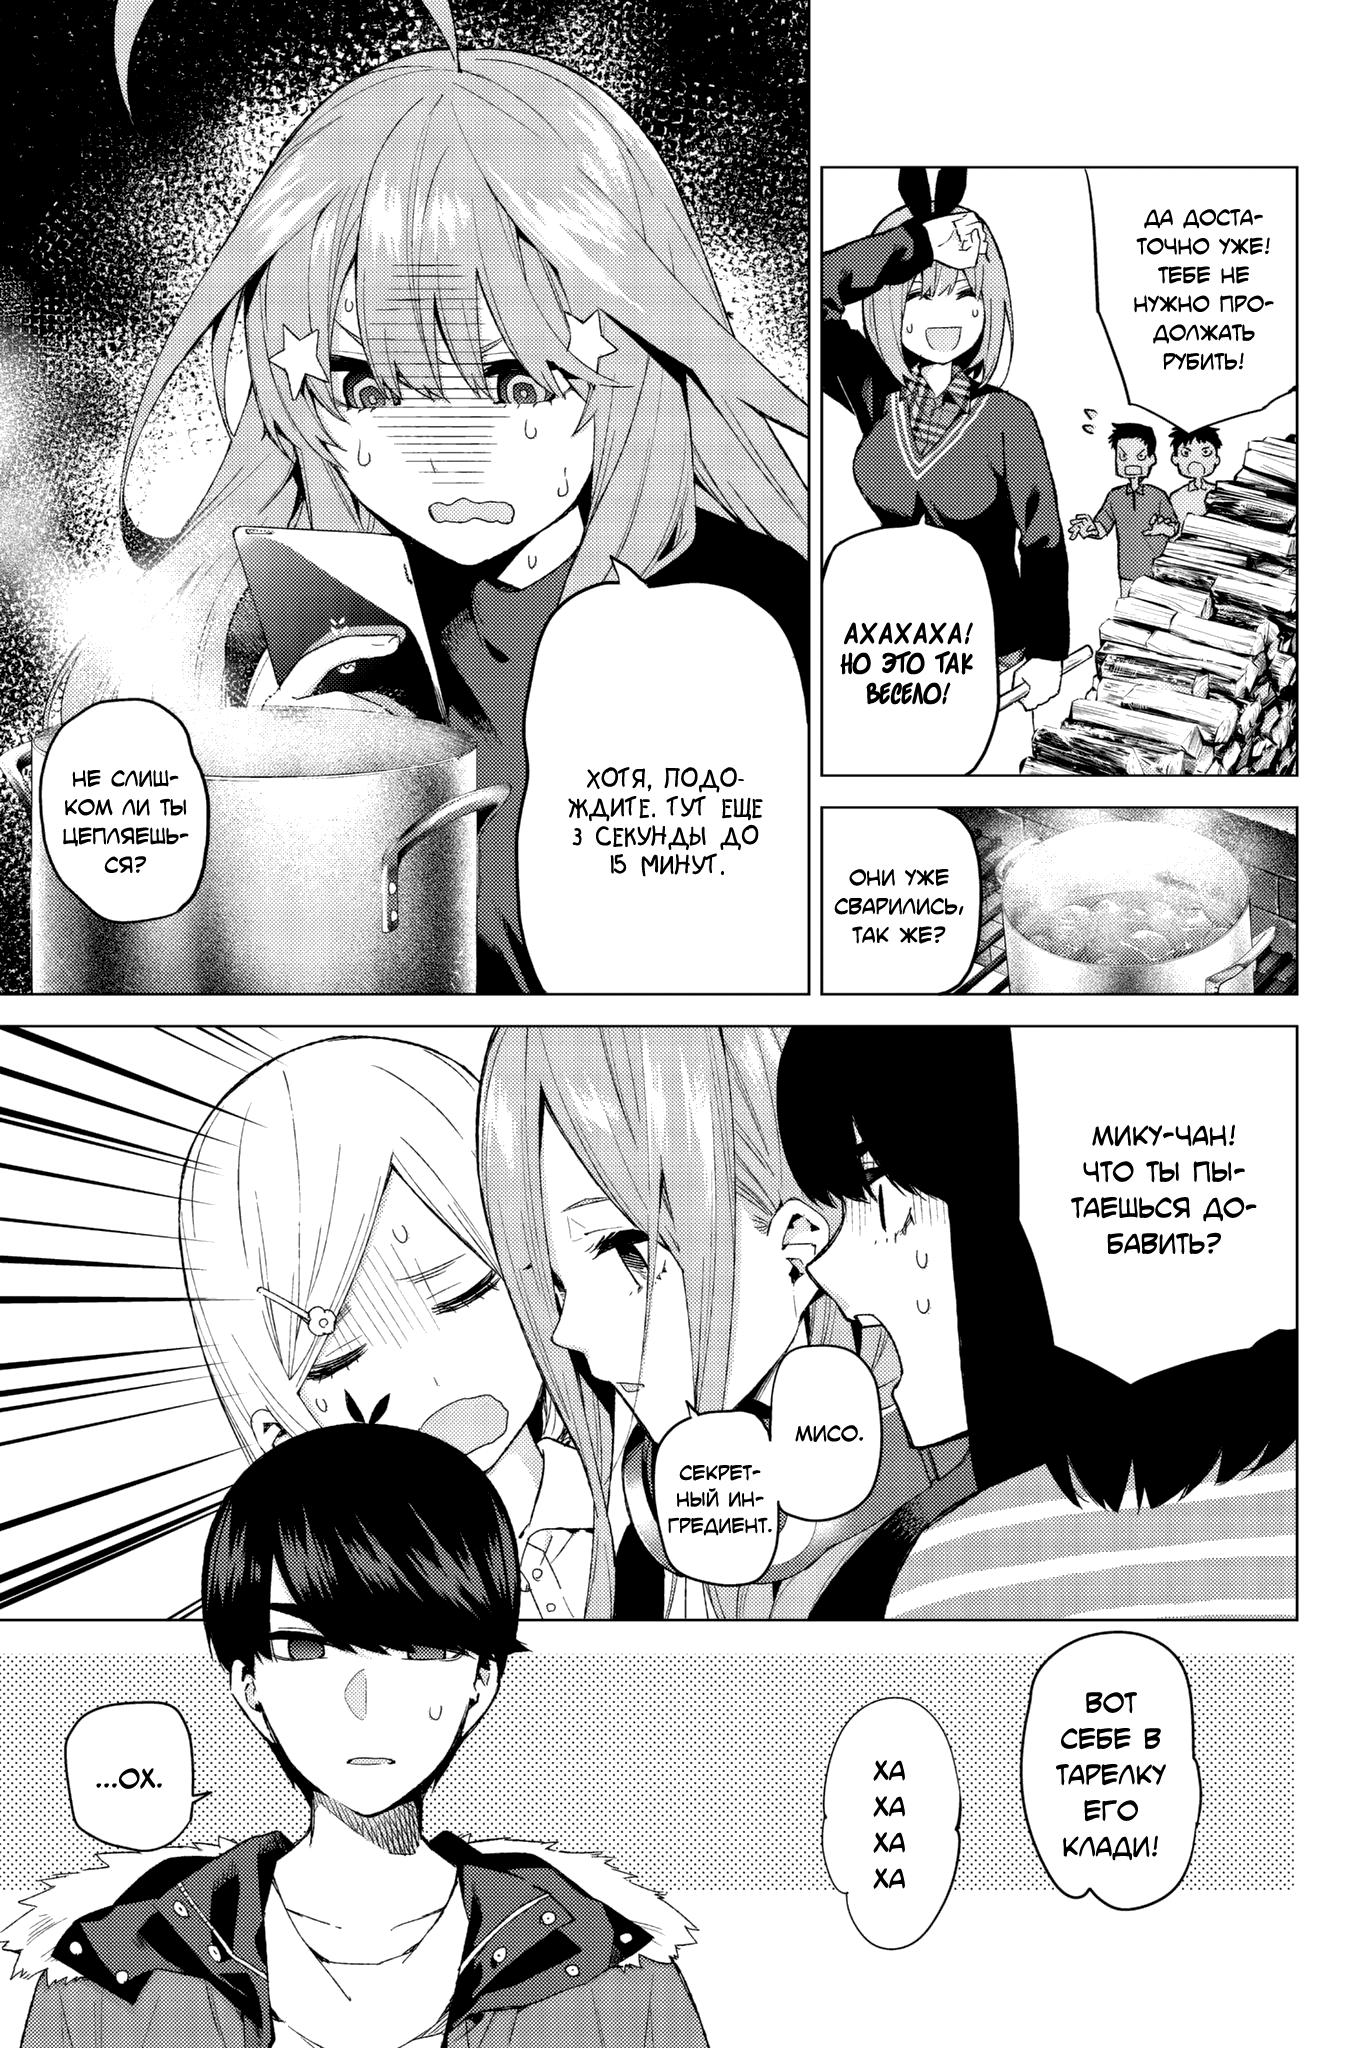 ДА ДОСТА-
ТОЧНО УЖЕ!
ТЕБЕ НЕ
НУЖНО ПРО-
ДОЛЖАТЬ
РУБИТЬ!
АХАХАХА!
НО ЭТО ТАК
ВЕСЕЛО!
ОНИ УЖЕ
СВАРИЛИСЬ,
ТАК ЖЕ?
ХОТЯ, ПОДО-
ЖДИТЕ. ТУТ ЕЩЕ
3 СЕКУНДЫ ДО
15 МИНУТ.
НЕ СЛИШ-
КОМ ЛИ ТЫ
ЦЕПЛЯЕШЬ-
СЯ?
МИКУ-ЧАН!
ЧТО ТЫ ПЫ-
ТАЕШЬСЯ ДО-
БАВИТЬ?
МИСО.
СЕКРЕТ-
НЫЙ ИН-
ГРЕДИЕНТ.
ВОТ
СЕБЕ В
ТАРЕЛКУ
ЕГО
КЛАДИ!
ХА
ХА
ХА
ХА
...ОХ.